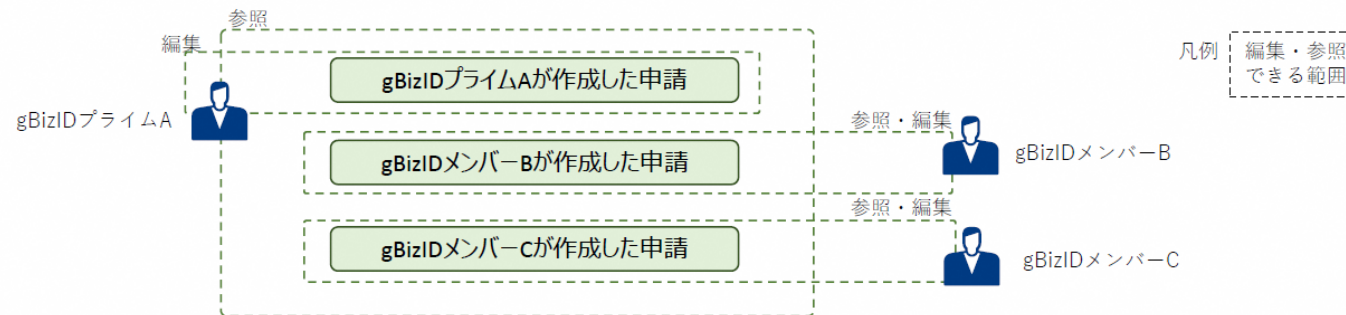 参照
編集
gBizIDプライムAが作成した申請
gBizIDプライムA
凡例
編集・参照
できる範囲
参照・編集
gBizIDメンバーBが作成した申請
gBizIDメンバーB
参照・編集
gBizIDメンバーCが作成した申請
gBizIDメンバーC